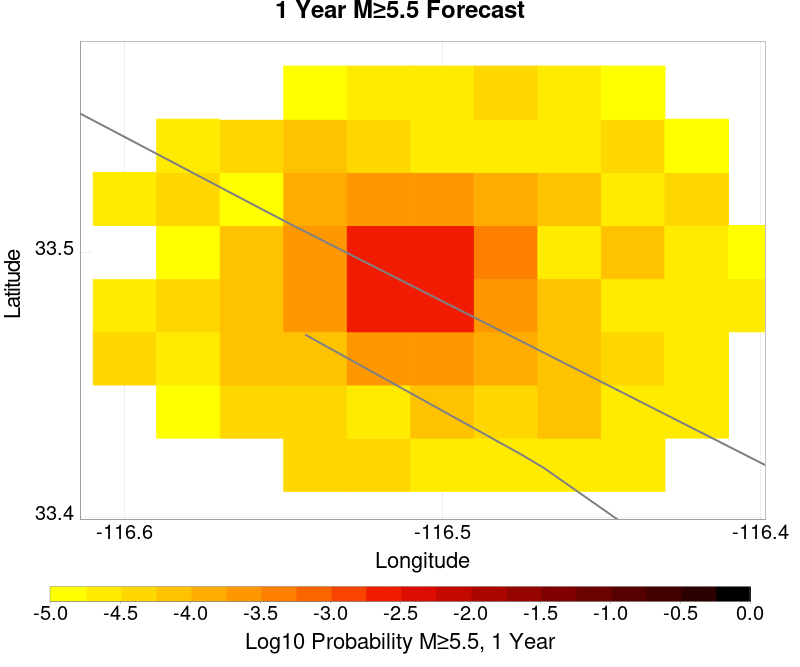 1 Year M≥5.5 Forecast
Latitude
33.5
33.4
-116.6 -116.5 -116.4
Longitude
-5.0 -4.5 -4.0 -3.5 -3.0 -2.5 -2.0 -1.5 -1.0 -0.5 0.0
Log10 Probability M≥5.5, 1 Year